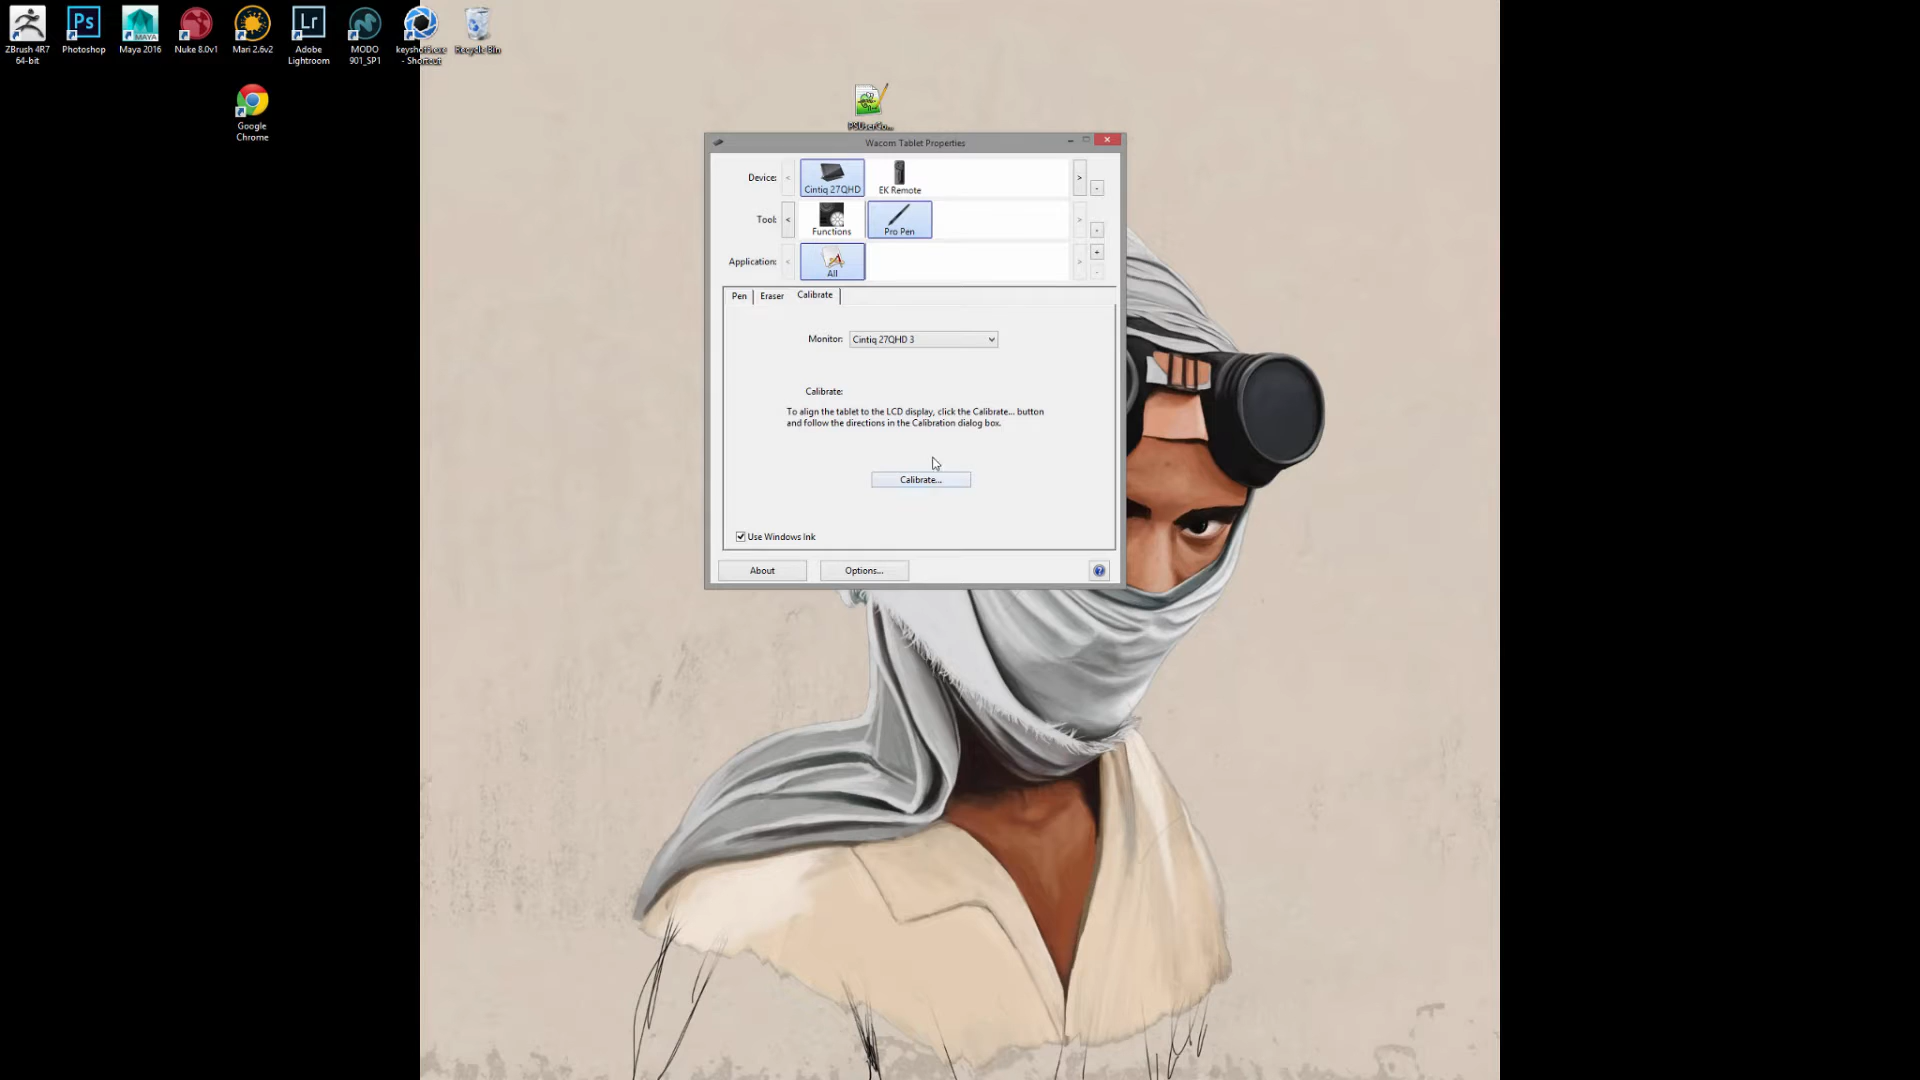 ZBrush 4R7
64-bit
Photoshop
Maya 2016
Nuke 8.0v1
Mari 2.6v2
Adobe
Lightroom
MODO
901_SP1
- Shortcut
Recycle Bin
Google
Chrome
Wacom Tablet Properties
Device:
Cintiq 27QHD
EK Remote
Tool:
Functions
Pro Pen
Application:
All
Pen
Eraser
Calibrate
Monitor:
Cintiq 27QHD 3
Calibrate:
To align the tablet to the LCD display, click the Calibrate... button
and follow the directions in the Calibration dialog box.
Calibrate...
Use Windows Ink
About
Options...